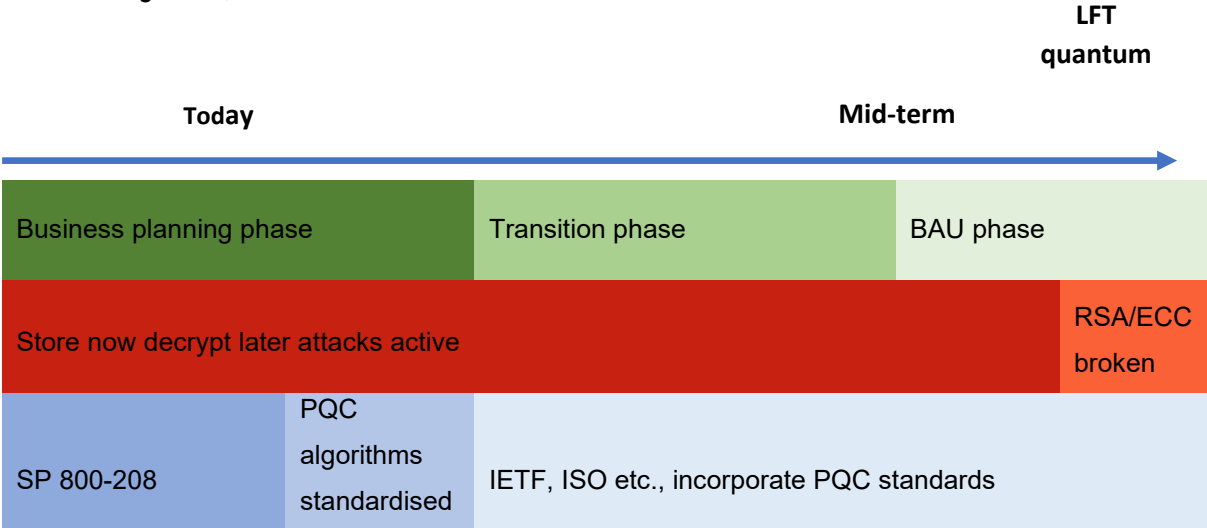 LFT
quantum
Today
Mid-term
Business planning phase
Transition phase
BAU phase
Store now decrypt later attacks active
RSA/ECC
broken
SP 800-208
PQC
algorithms
standardised
IETF, ISO etc., incorporate PQC standards